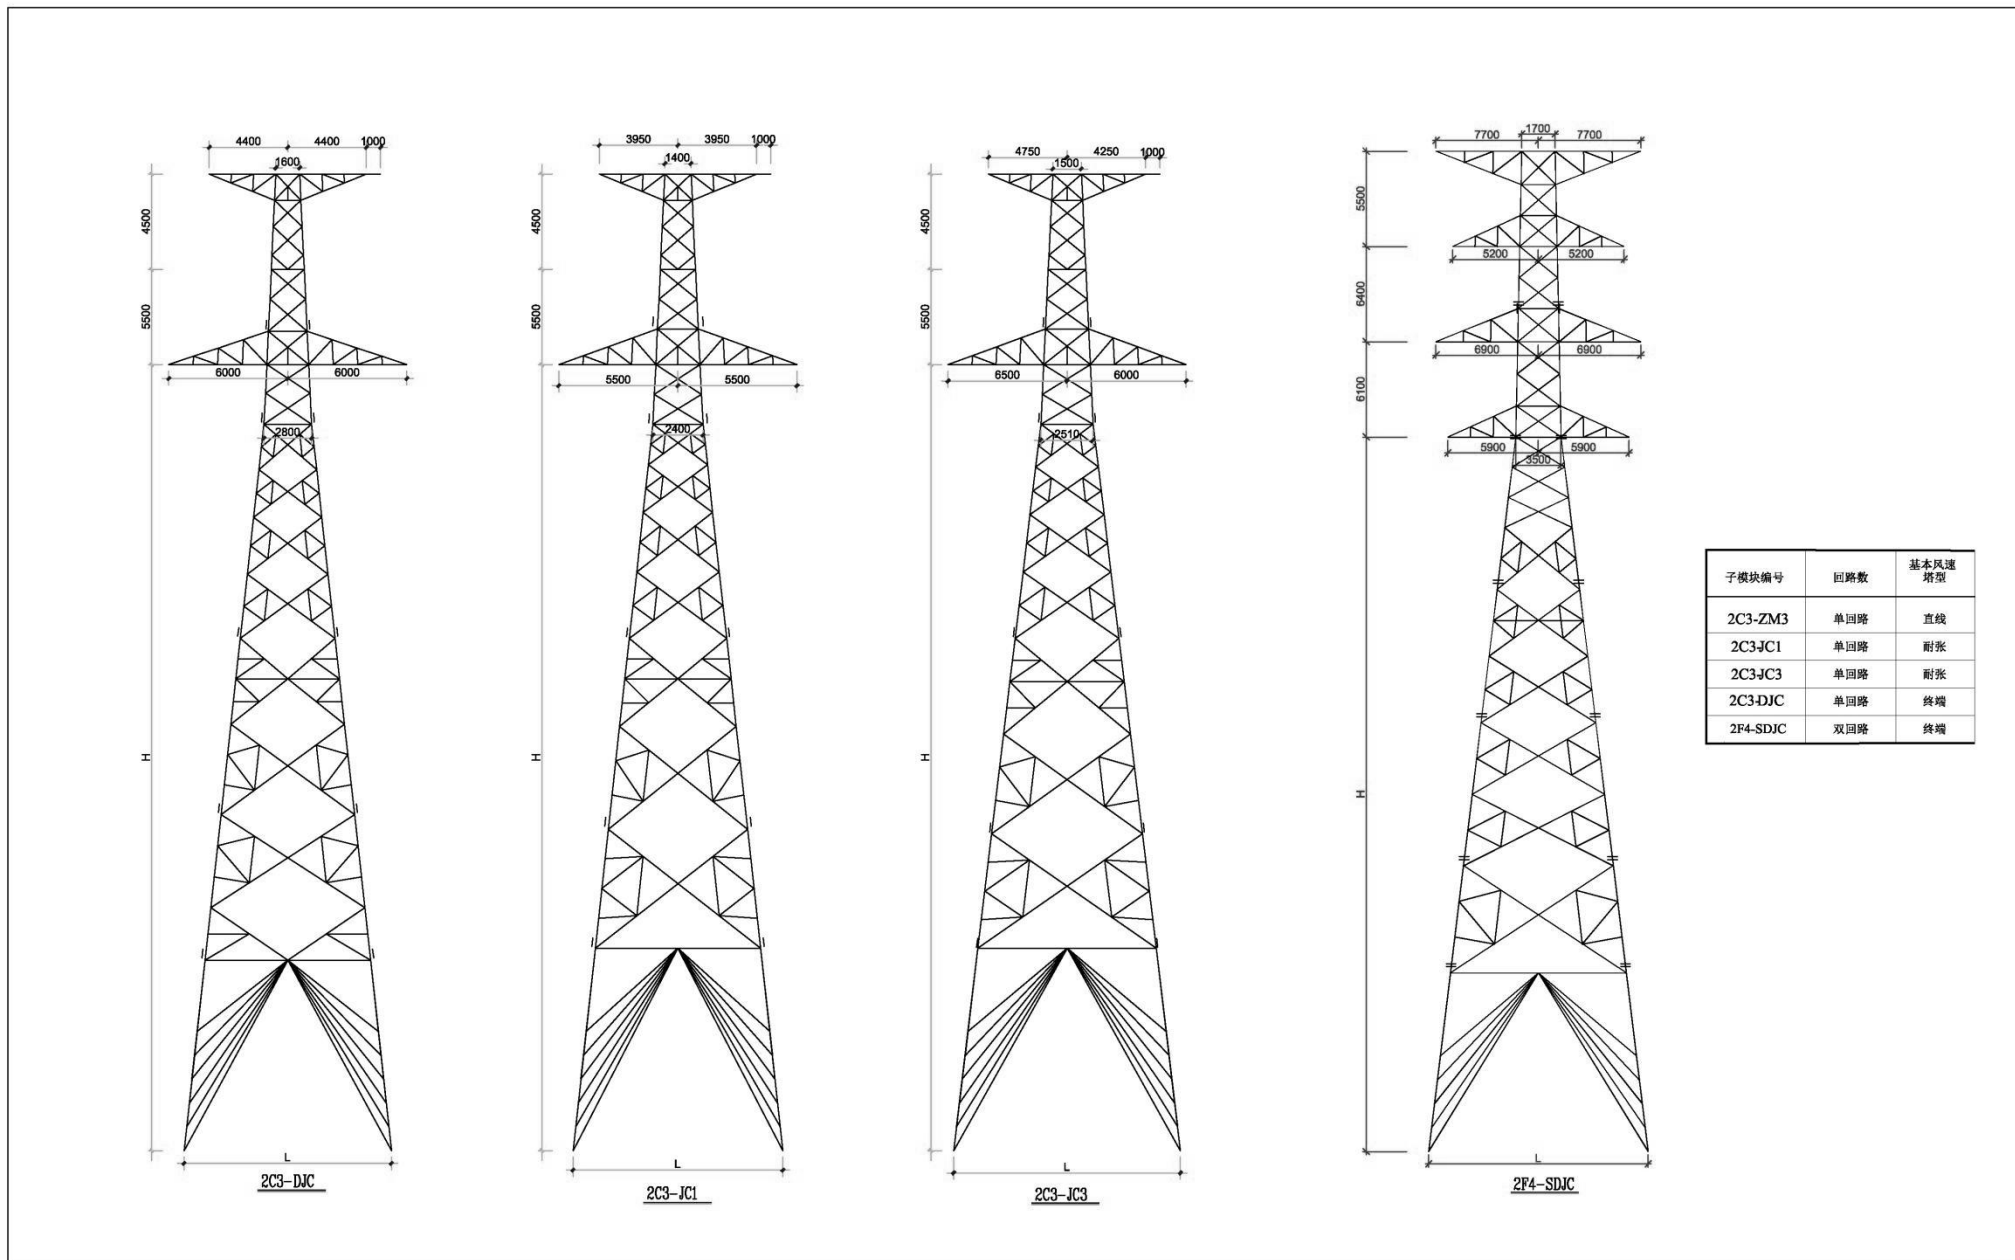 4400 4400 1000
1600
4500
5500
6000 6000
2800
H
L
2C3-DJC
3950 3950 1000
1400
4500
5500
5500 5500
2400
H
L
2C3-JC1
4750 4250 1000
1500
4500
5500
6500 6000
2510
H
L
2C3-JC3
7700 1700 7700
5500
5200 5200
6400
6900 6900
6100
5900 5900
3500
H
L
2F4-SDJC
子模块编号 回路数 基本风速
塔型
2C3-ZM3 单回路 直线
2C3-JC1 单回路 耐张
2C3-JC3 单回路 耐张
2C3-DJC 单回路 终端
2F4-SDJC 双回路 终端